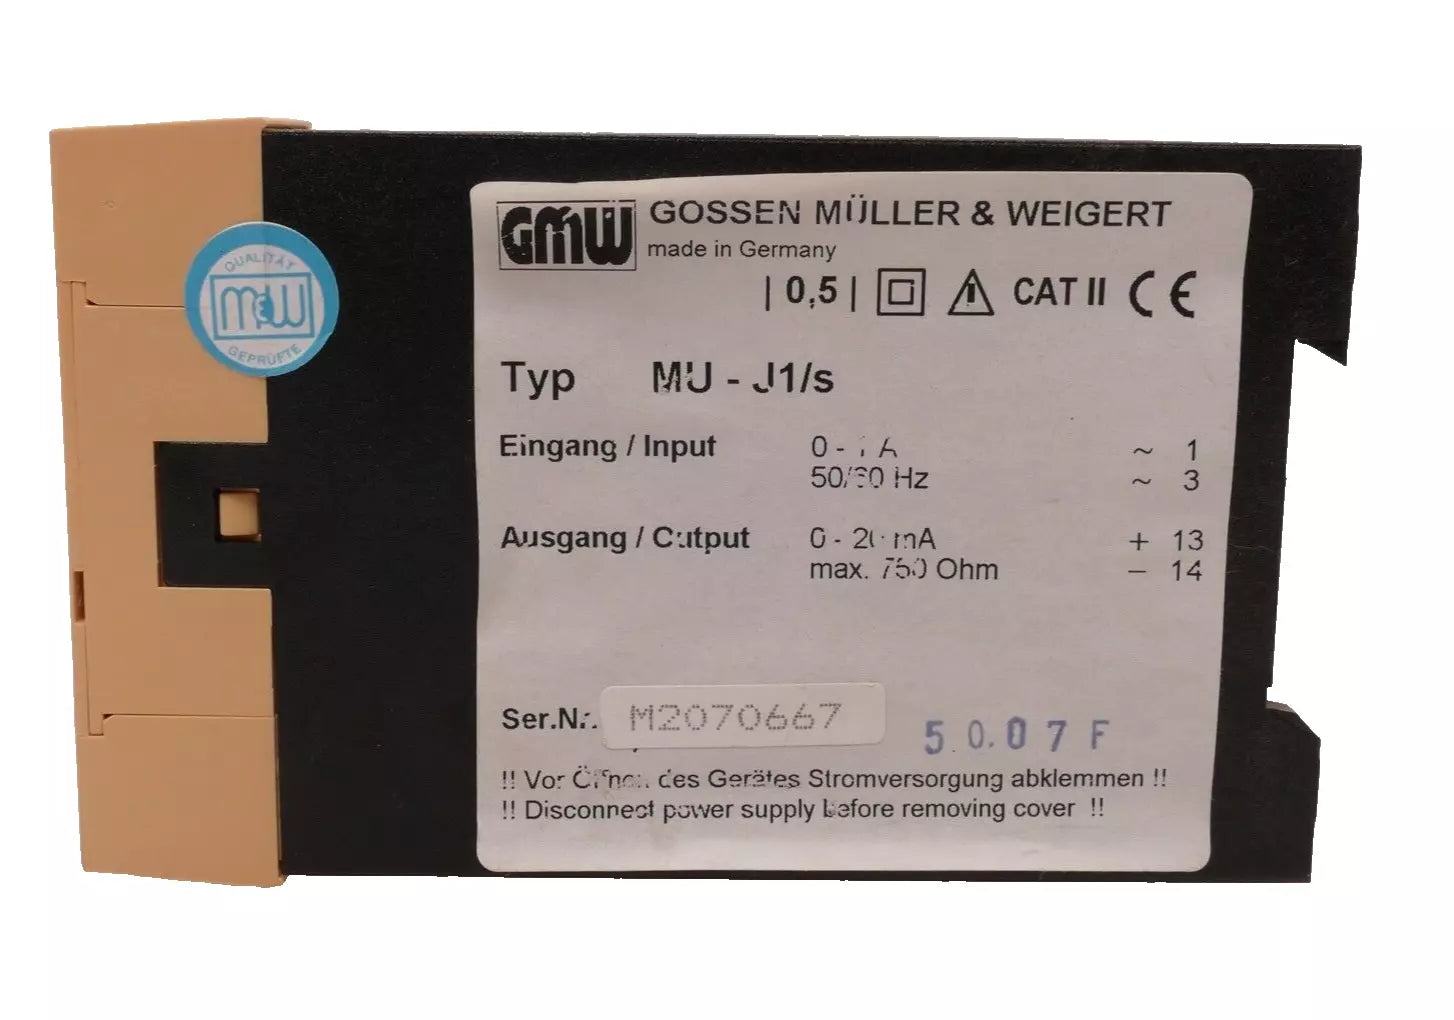 QUALITÄT
m&w
GEPRÜFTE
GMW GOSSEN MÜLLER & WEIGERT
made in Germany
| 0,5 | CAT II CE
Typ MU - J1/s
Eingang / Input 0 - 1 A ~ 1
50/60 Hz ~ 3
Ausgang / Output 0 - 20 mA + 13
max. 750 Ohm − 14
Ser.Nr. M2070667 5 0.0 7 F
!! Vor Öffnen des Gerätes Stromversorgung abklemmen !!
!! Disconnect power supply before removing cover !!